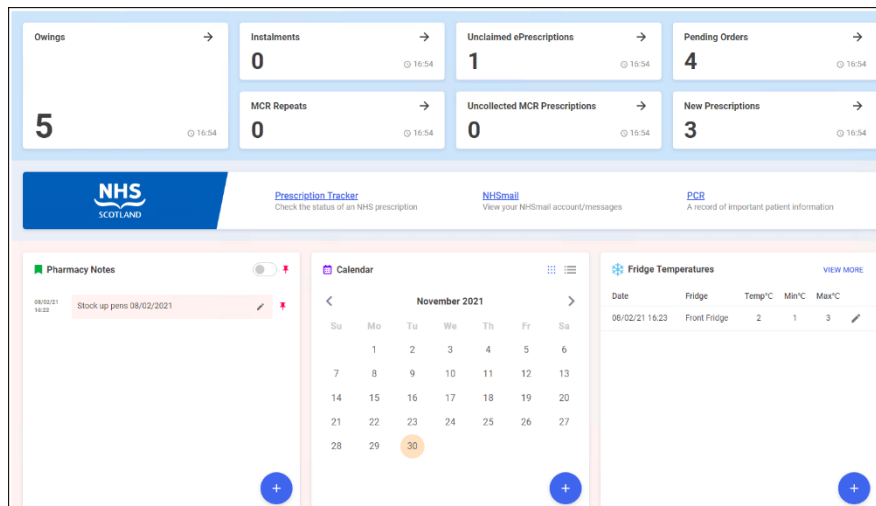 Owings
5
16:54
Instalments
0
16:54
Unclaimed ePrescriptions
1
16:54
Pending Orders
4
16:54
MCR Repeats
0
16:54
Uncollected MCR Prescriptions
0
16:54
New Prescriptions
3
16:54
NHS
SCOTLAND
Prescription Tracker
Check the status of an NHS prescription
NHSmail
View your NHSmail account/messages
PCR
A record of important patient information
Pharmacy Notes
08/02/21
16:22
Stock up pens 08/02/2021
Calendar
November 2021
Su Mo Tu We Th Fr Sa
1 2 3 4 5 6
7 8 9 10 11 12 13
14 15 16 17 18 19 20
21 22 23 24 25 26 27
28 29 30
Fridge Temperatures
VIEW MORE
Date Fridge Temp°C Min°C Max°C
08/02/21 16:23 Front Fridge 2 1 3